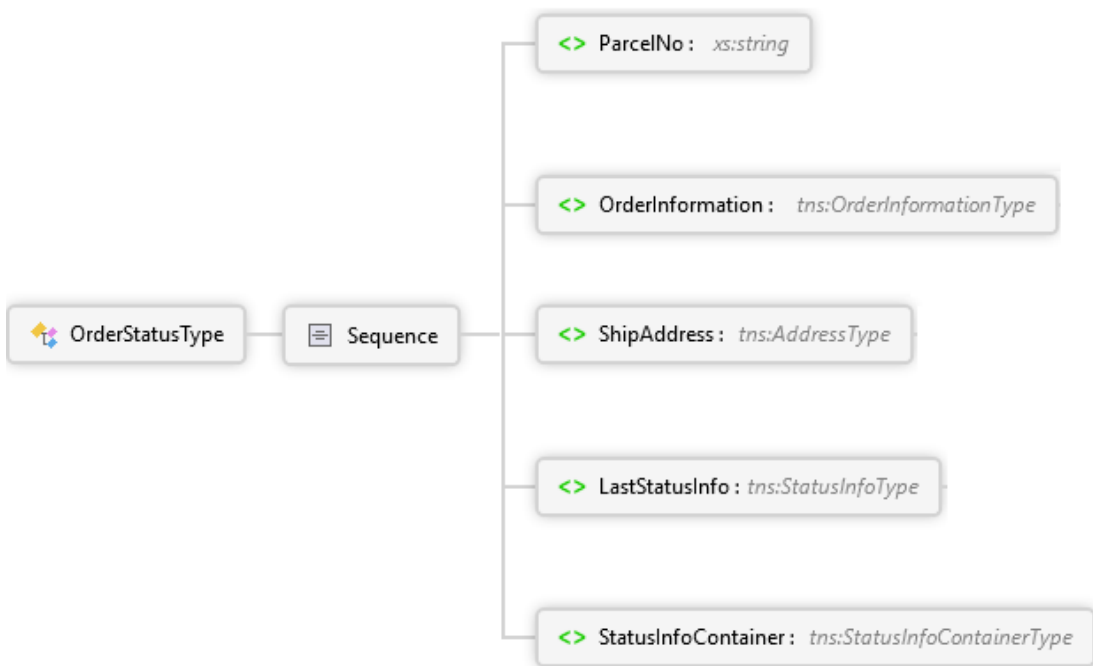 ParcelNo : xs:string
OrderInformation : tns:OrderInformationType
OrderStatusType
Sequence
ShipAddress : tns:AddressType
LastStatusInfo : tns:StatusInfoType
StatusInfoContainer : tns:StatusInfoContainerType